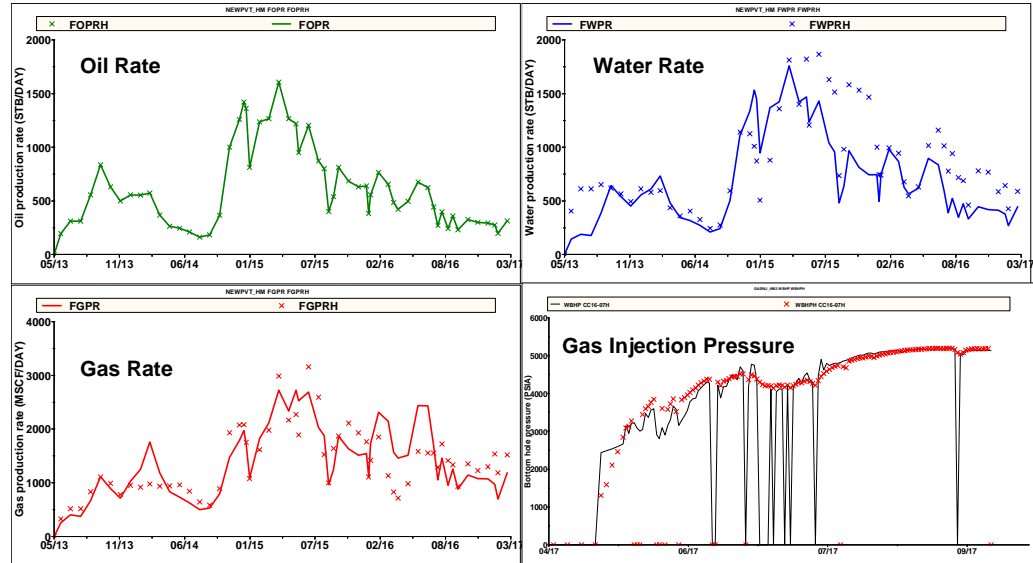 NEWPVT_HM FOPR FOPRH
FOPRH FOPR
Oil Rate
Oil production rate (STB/DAY)
2000
1500
1000
500
0
05/13 11/13 06/14 01/15 07/15 02/16 08/16 03/17
NEWPVT_HM FWPR FWPRH
FWPR FWPRH
Water Rate
Water production rate (STB/DAY)
2000
1500
1000
500
0
05/13 11/13 06/14 01/15 07/15 02/16 08/16 03/17
NEWPVT_HM FGPR FGPRH
FGPR FGPRH
Gas Rate
Gas production rate (MSCF/DAY)
4000
3000
2000
1000
0
05/13 11/13 06/14 01/15 07/15 02/16 08/16 03/17
WBHP CC16-07H WBHPH CC16-07H
Gas Injection Pressure
Bottom hole pressure (PSIA)
6000
5000
4000
3000
2000
1000
0
04/17 06/17 07/17 09/17